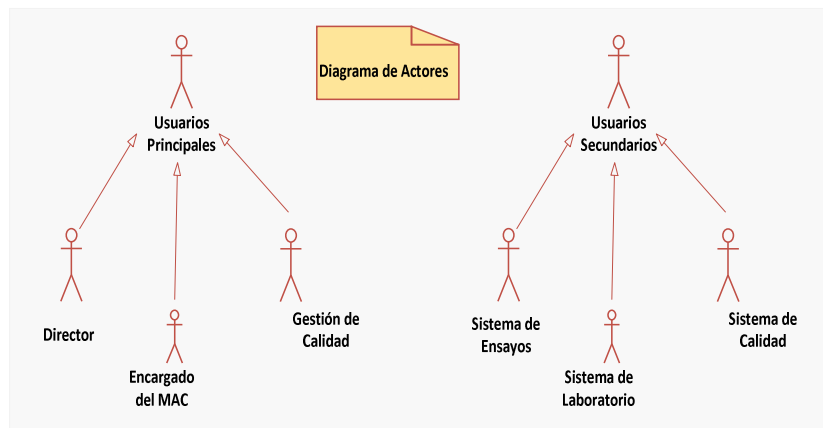 Diagrama de Actores
Usuarios
Principales
Usuarios
Secundarios
Director
Encargado
del MAC
Gestión de
Calidad
Sistema de
Ensayos
Sistema de
Laboratorio
Sistema de
Calidad